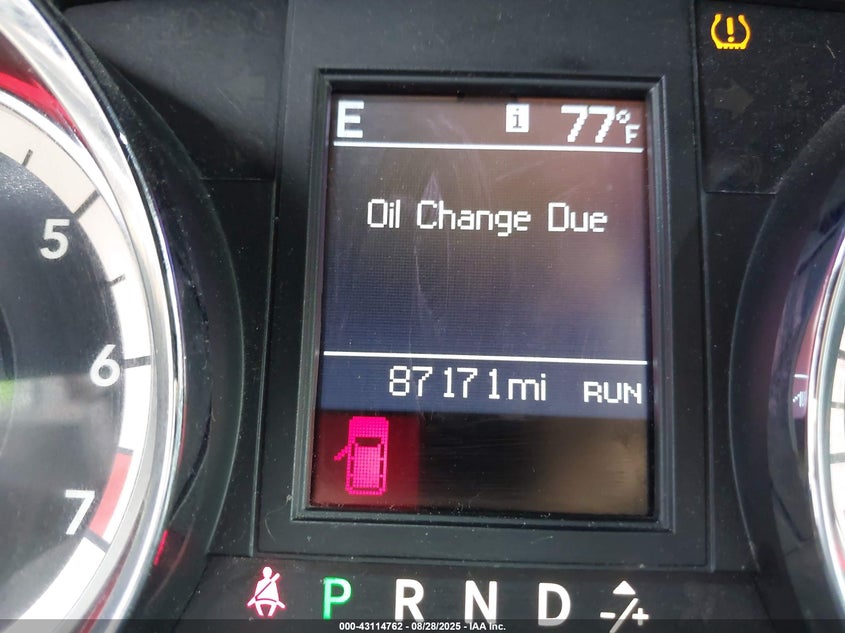 E i 77°F
Oil Change Due
87171mi RUN
5
6
7
P R N D -/+
000-43114762 - 08/28/2025 - IAA Inc.